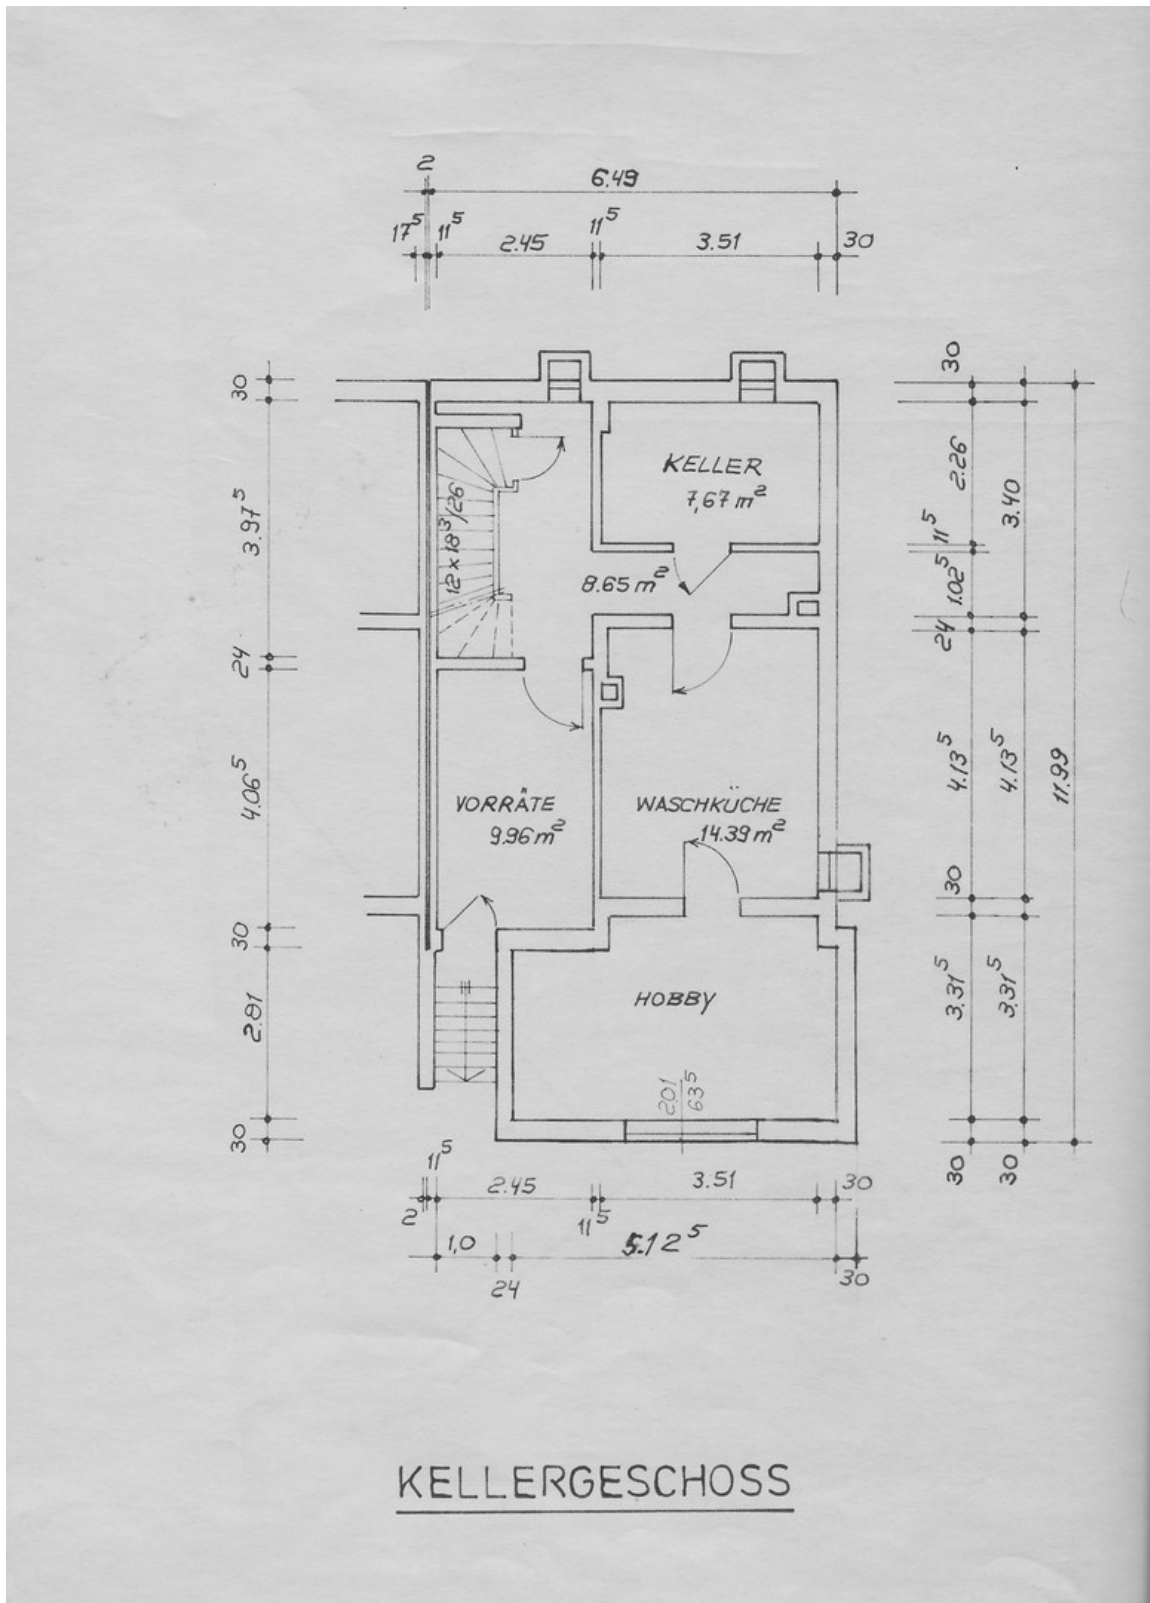 2
6.49
17⁵ 11⁵ 2.45 11⁵ 3.51 30
30
3.97⁵
24
4.06⁵
30
2.81
30
30
2.26
11⁵
1.02⁵
24
4.13⁵
30
3.31⁵
30
3.40
4.13⁵
3.31⁵
30
11.99
12 x 18³/26
KELLER
7,67 m²
8.65 m²
VORRÄTE
9.96 m²
WASCHKÜCHE
14.39 m²
HOBBY
2.01
63⁵
2 11⁵ 2.45 11⁵ 3.51 30
1,0 24 5.12⁵ 30
KELLERGESCHOSS